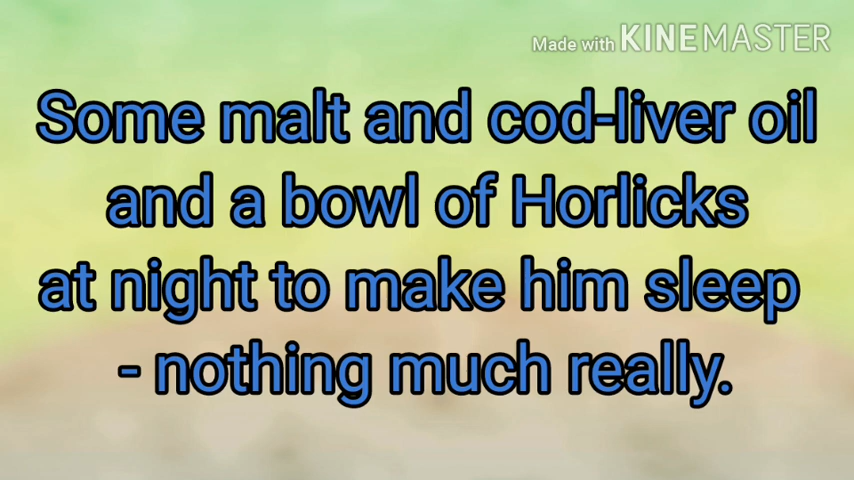 Made with KINEMASTER
Some malt and cod-liver oil
and a bowl of Horlicks
at night to make him sleep
- nothing much really.